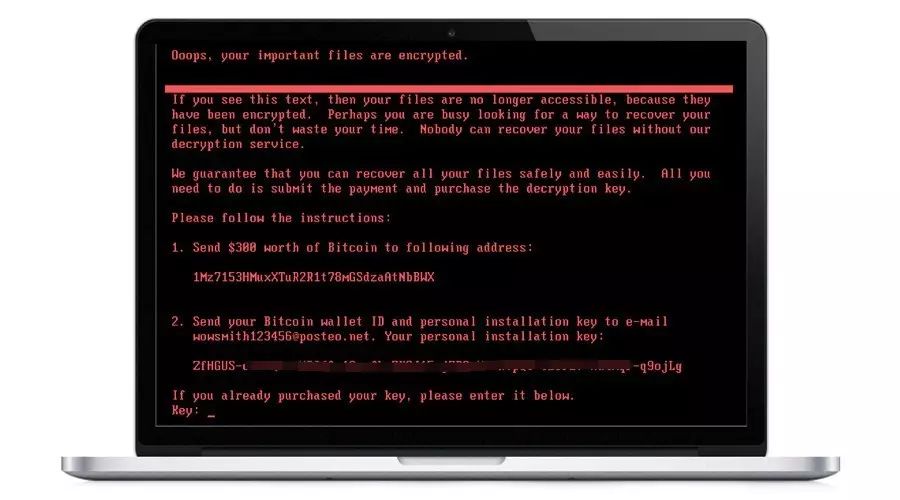 Ooops, your important files are encrypted.
If you see this text, then your files are no longer accessible, because they
have been encrypted.  Perhaps you are busy looking for a way to recover your
files, but don't waste your time.  Nobody can recover your files without our
decryption service.
We guarantee that you can recover all your files safely and easily.  All you
need to do is submit the payment and purchase the decryption key.
Please follow the instructions:
1. Send $300 worth of Bitcoin to following address:
1Mz7153HMuxXTuR2R1t78mGSdzaAtNbBWX
2. Send your Bitcoin wallet ID and personal installation key to e-mail
wowsmith123456@posteo.net. Your personal installation key:
If you already purchased your key, please enter it below.
Key: _